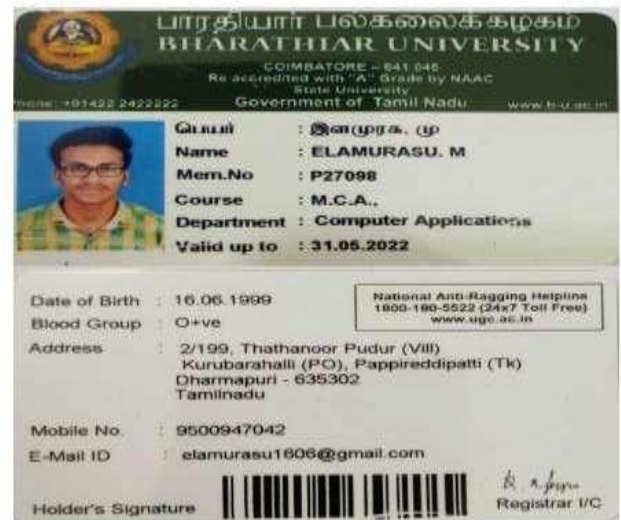 பாரதியார் பல்கலைக்கழகம்
BHARATHIAR UNIVERSITY
COIMBATORE – 641 046
Re accredited with "A" Grade by NAAC
State University
Phone: +91422 2422222 Government of Tamil Nadu www.b-u.ac.in
பெயர் : இளமுரசு. மு
Name : ELAMURASU. M
Mem.No : P27098
Course : M.C.A.,
Department : Computer Applications
Valid up to : 31.05.2022
Date of Birth : 16.06.1999
National Anti-Ragging Helpline
1800-180-5522 (24x7 Toll Free)
www.ugc.ac.in
Blood Group : O+ve
Address : 2/199, Thathanoor Pudur (Vill)
Kurubarahalli (PO), Pappireddipatti (Tk)
Dharmapuri - 635302
Tamilnadu
Mobile No. : 9500947042
E-Mail ID : elamurasu1606@gmail.com
Holder's Signature
Registrar I/C